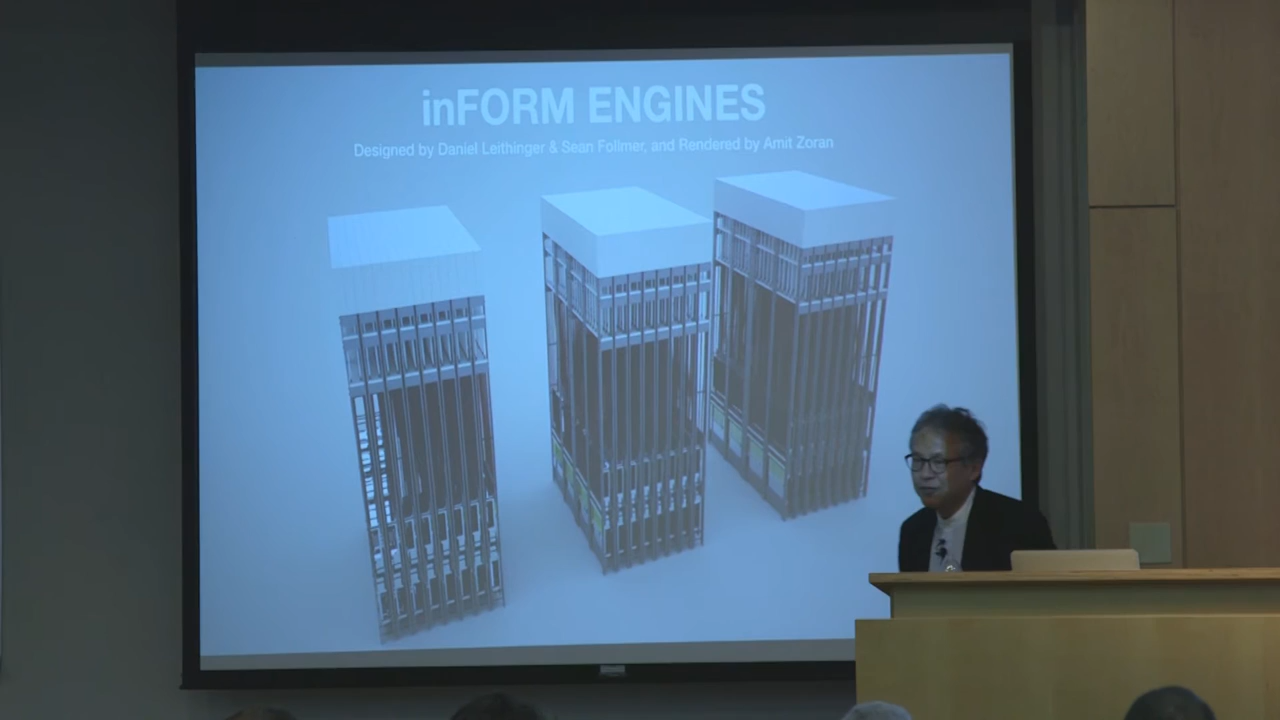 inFORM ENGINES
Designed by Daniel Leithinger & Sean Follmer, and Rendered by Amit Zoran